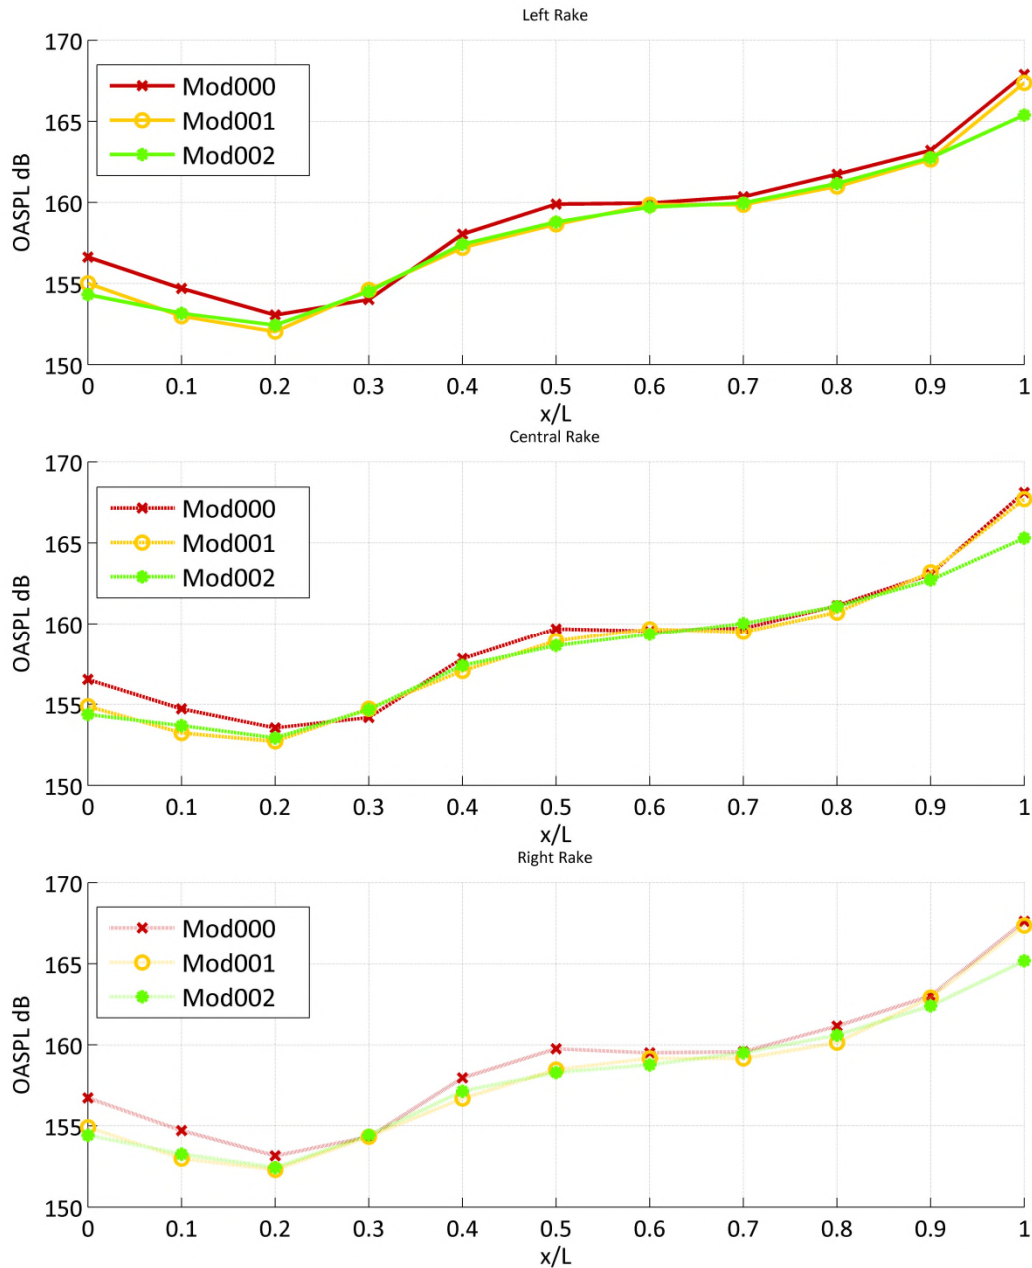 Left Rake
170
165
160
155
150
OASPL dB
Mod000
Mod001
Mod002
0 0.1 0.2 0.3 0.4 0.5 0.6 0.7 0.8 0.9 1
x/L
Central Rake
170
165
160
155
150
OASPL dB
Mod000
Mod001
Mod002
0 0.1 0.2 0.3 0.4 0.5 0.6 0.7 0.8 0.9 1
x/L
Right Rake
170
165
160
155
150
OASPL dB
Mod000
Mod001
Mod002
0 0.1 0.2 0.3 0.4 0.5 0.6 0.7 0.8 0.9 1
x/L